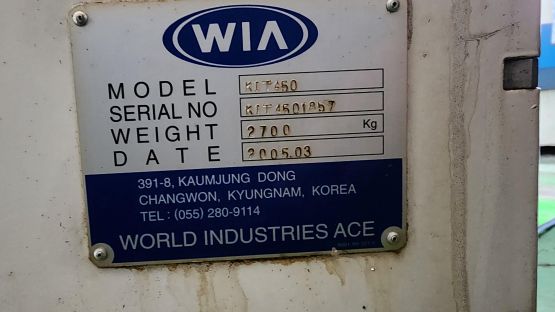 WIA
MODEL KIT450
SERIAL NO KIT4501857
WEIGHT 2700 Kg
DATE 2005.03
391-8, KAUMJUNG DONG
CHANGWON, KYUNGNAM, KOREA
TEL : (055) 280-9114
WORLD INDUSTRIES ACE